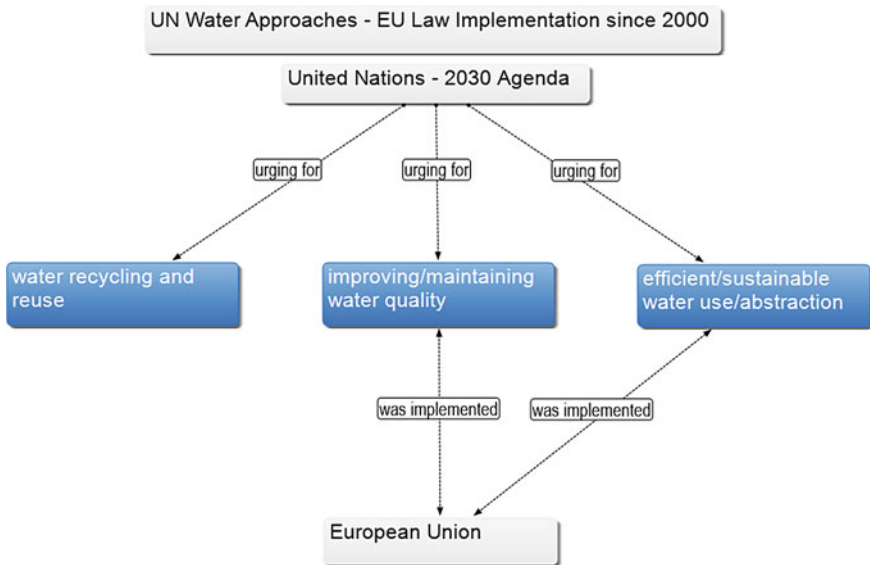 UN Water Approaches - EU Law Implementation since 2000
United Nations - 2030 Agenda
urging for
urging for
urging for
water recycling and
reuse
improving/maintaining
water quality
efficient/sustainable
water use/abstraction
was implemented
was implemented
European Union